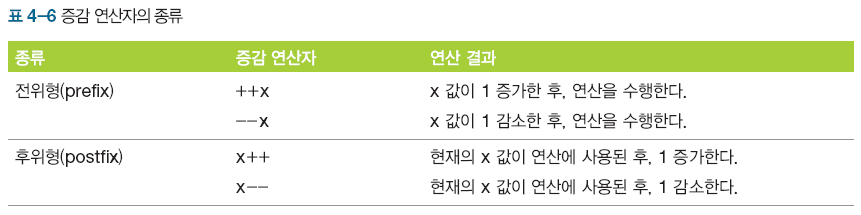 표 4-6 증감 연산자의 종류
종류 증감 연산자 연산 결과
전위형(prefix) ++x x 값이 1 증가한 후, 연산을 수행한다.
--x x 값이 1 감소한 후, 연산을 수행한다.
후위형(postfix) x++ 현재의 x 값이 연산에 사용된 후, 1 증가한다.
x-- 현재의 x 값이 연산에 사용된 후, 1 감소한다.